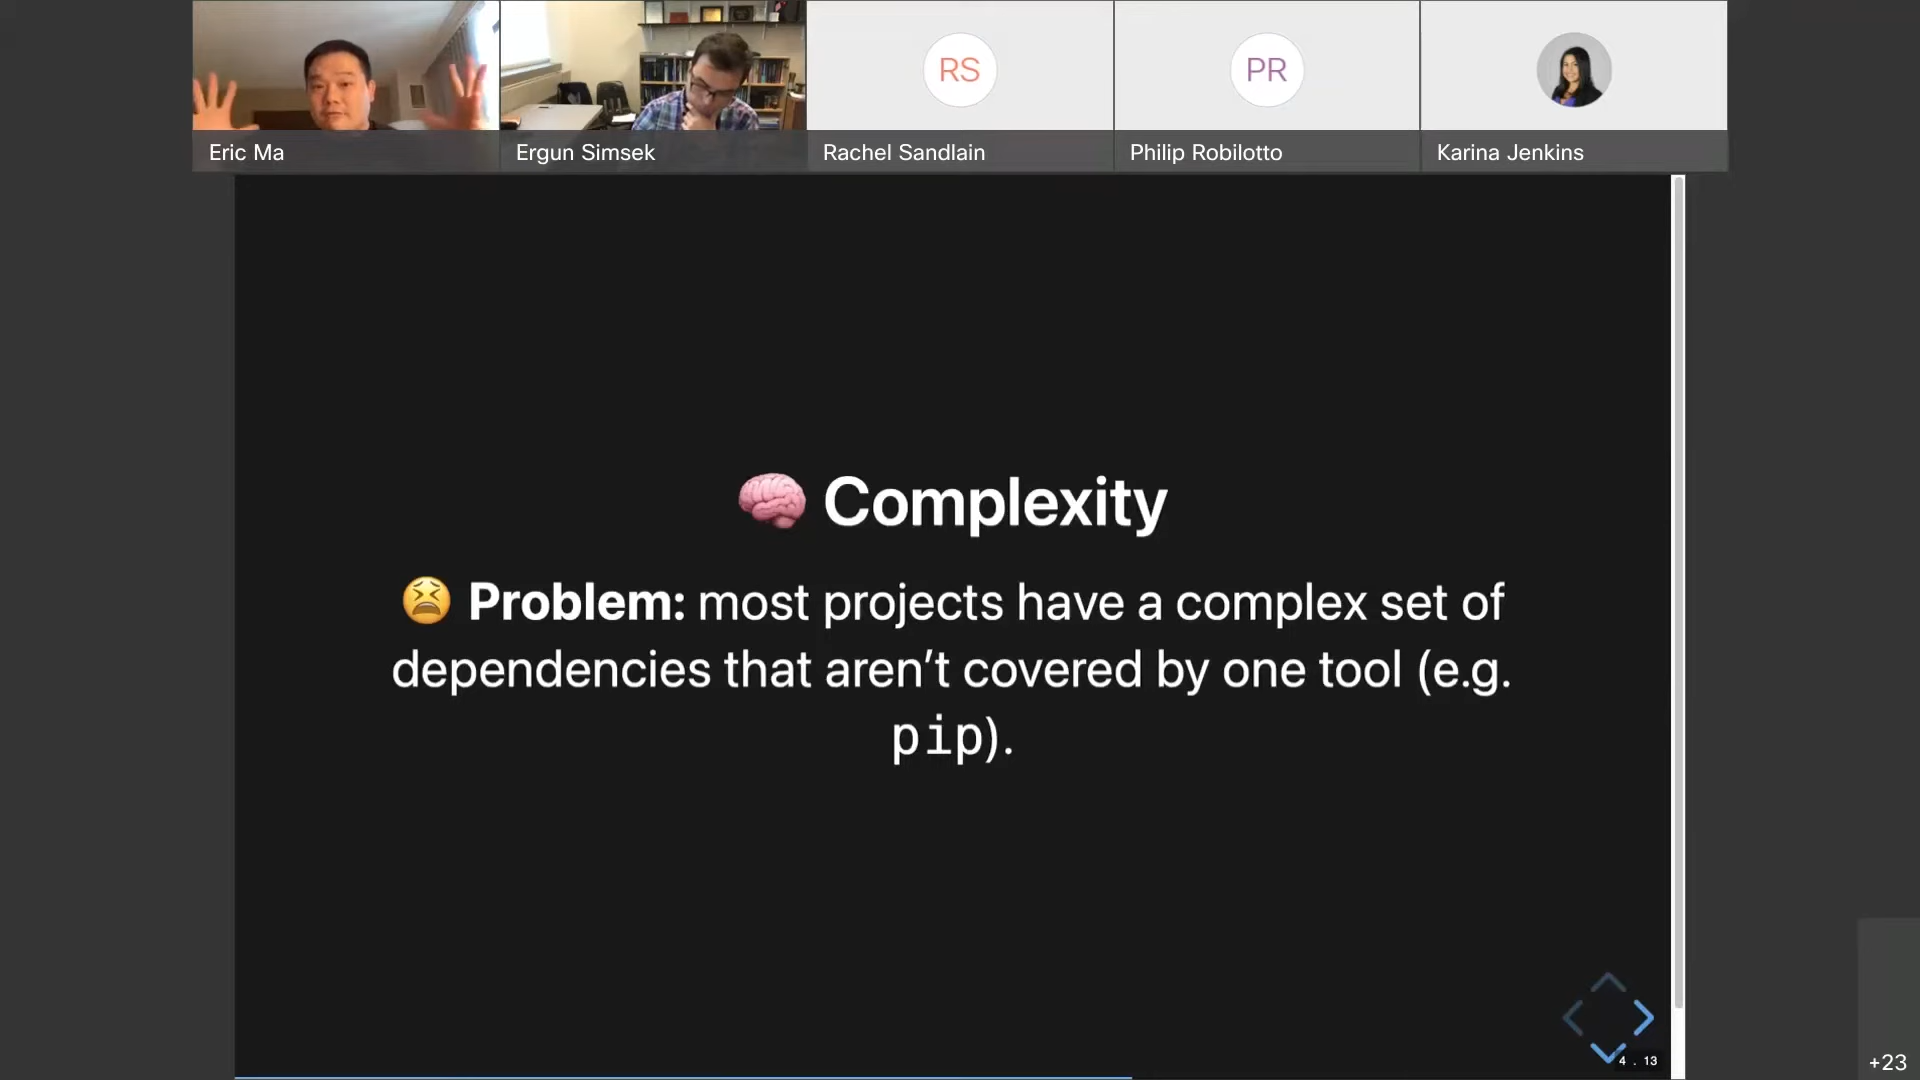 RS
PR
Eric Ma
Ergun Simsek
Rachel Sandlain
Philip Robilotto
Karina Jenkins
🧠 Complexity
😫 Problem: most projects have a complex set of
dependencies that aren’t covered by one tool (e.g.
pip).
4 . 13
+23